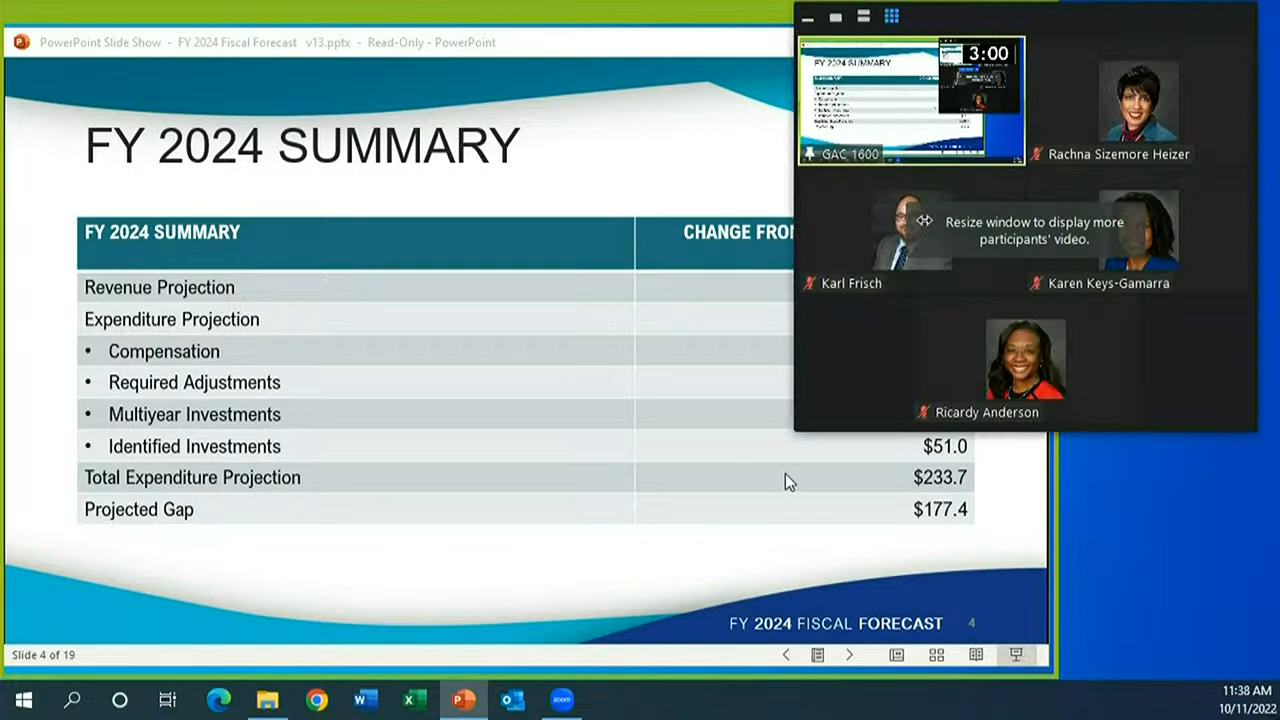 PowerPoint Slide Show - FY 2024 Fiscal Forecast v13.pptx - Read-Only - PowerPoint
FY 2024 SUMMARY
FY 2024 SUMMARY
CHANGE FROM
Revenue Projection
Expenditure Projection
• Compensation
• Required Adjustments
• Multiyear Investments
• Identified Investments
$51.0
Total Expenditure Projection
$233.7
Projected Gap
$177.4
FY 2024 FISCAL FORECAST 4
Slide 4 of 19
FY 2024 SUMMARY
3:00
GAC 1600
Rachna Sizemore Heizer
Resize window to display more
participants' video.
Karl Frisch
Karen Keys-Gamarra
Ricardy Anderson
zoom
11:38 AM
10/11/2022